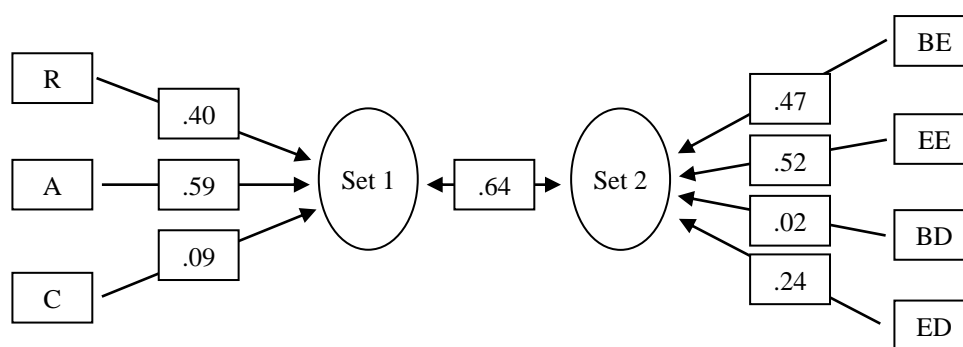 R
A
C
.40
.59
.09
Set 1
.64
Set 2
.47
.52
.02
.24
BE
EE
BD
ED